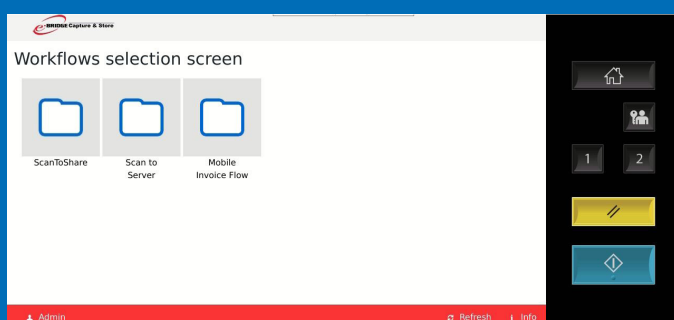 e-BRIDGE Capture & Store
Workflows selection screen
ScanToShare
Scan to
Server
Mobile
Invoice Flow
1
2
Admin
Refresh
Info